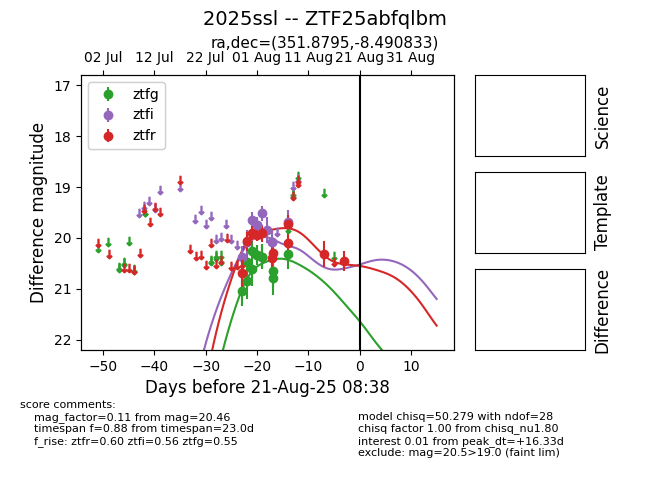 2025ssl -- ZTF25abfqlbm
ra,dec=(351.8795,-8.490833)
02 Jul 12 Jul 22 Jul 01 Aug 11 Aug 21 Aug 31 Aug
17
18
19
20
21
22
Difference magnitude
ztfg
ztfi
ztfr
−50 −40 −30 −20 −10 0 10
Days before 21-Aug-25 08:38
Science
Template
Difference
score comments:
mag_factor=0.11 from mag=20.46
timespan f=0.88 from timespan=23.0d
f_rise: ztfr=0.60 ztfi=0.56 ztfg=0.55
model chisq=50.279 with ndof=28
chisq factor 1.00 from chisq_nu1.80
interest 0.01 from peak_dt=+16.33d
exclude: mag=20.5>19.0 (faint lim)